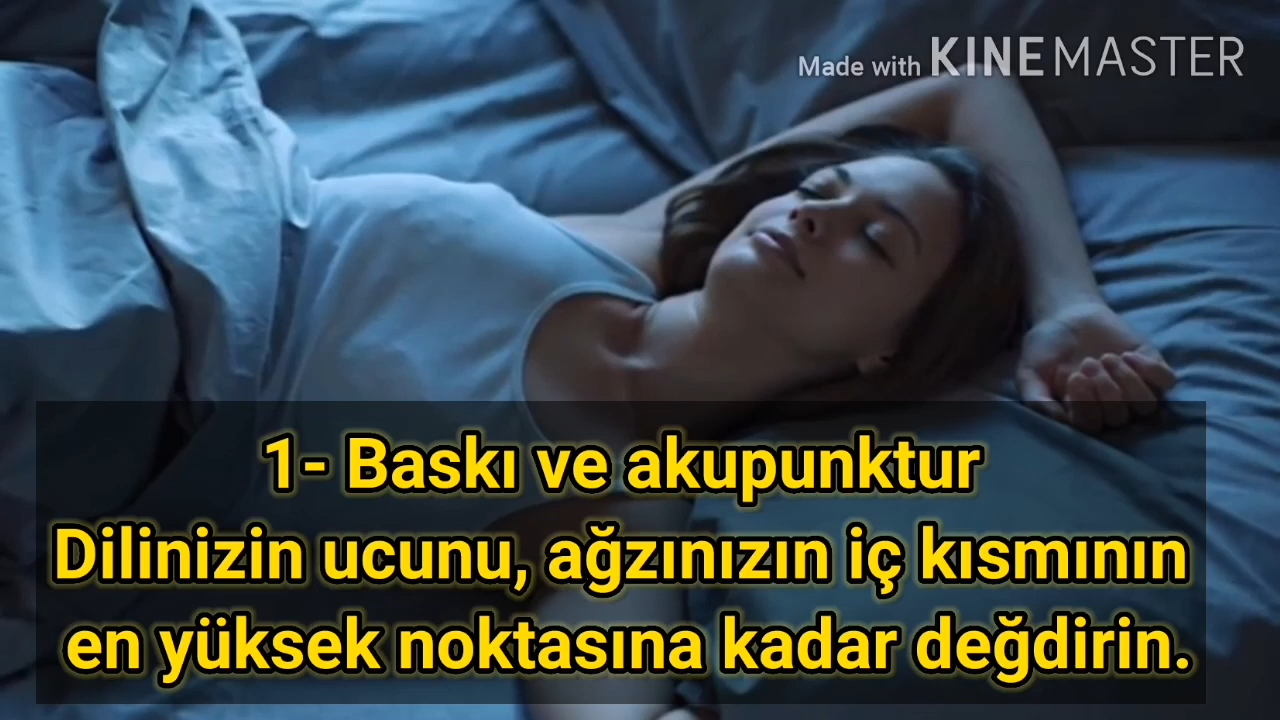 Made with KINEMASTER
1- Baskı ve akupunktur
Dilinizin ucunu, ağzınızın iç kısmının
en yüksek noktasına kadar değdirin.